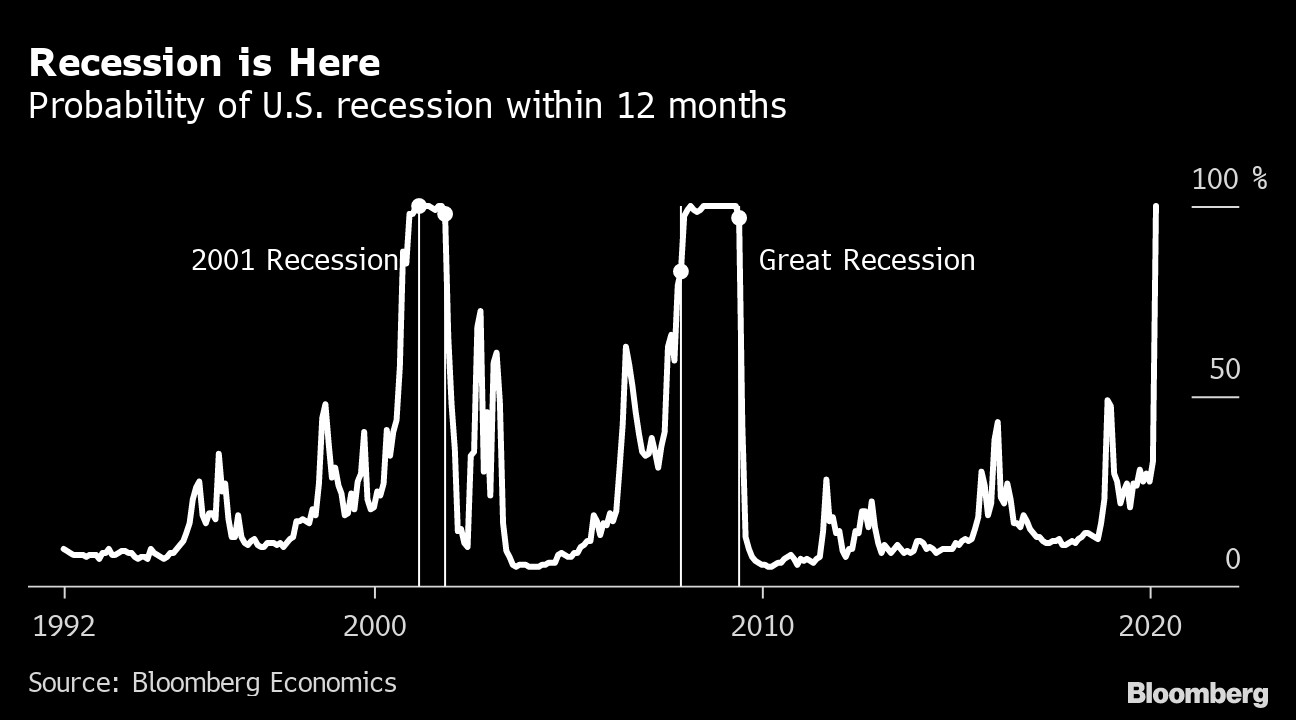 Recession is Here
Probability of U.S. recession within 12 months
100 %
2001 Recession
Great Recession
50
0
1992
2000
2010
2020
Source: Bloomberg Economics
Bloomberg